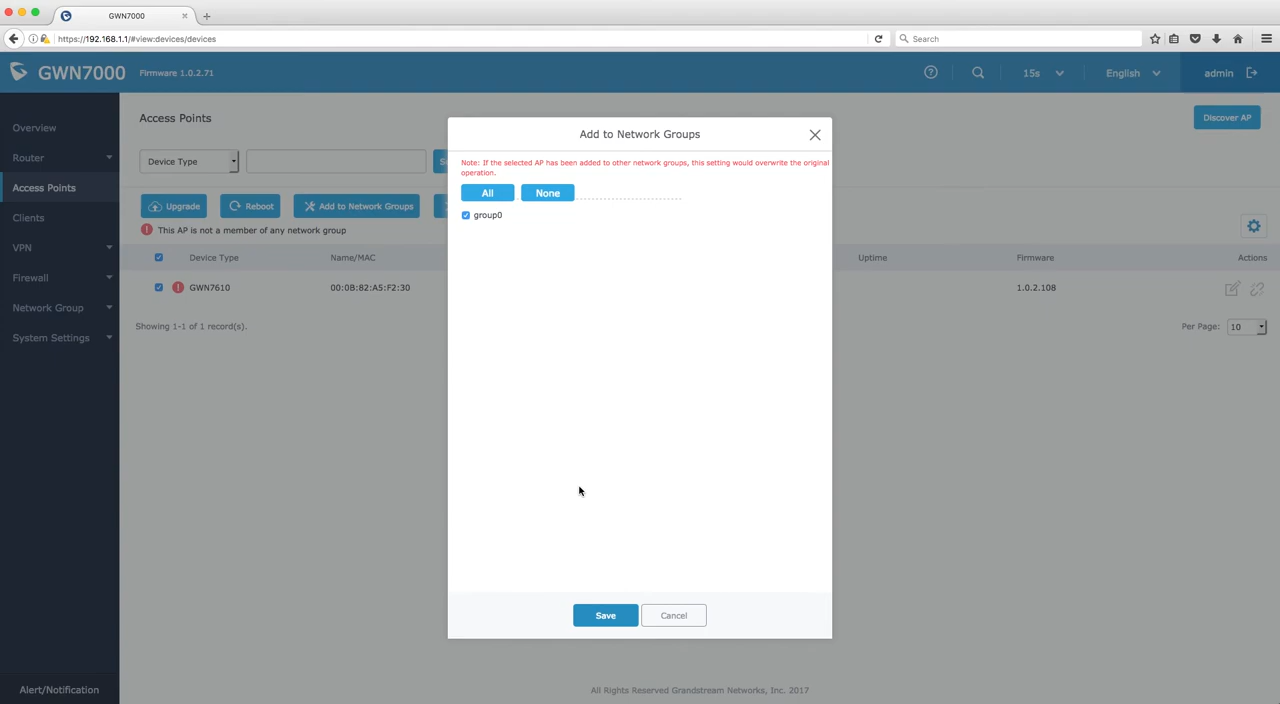 GWN7000
https://192.168.1.1/#view:devices/devices
Search
GWN7000
Firmware 1.0.2.71
15s
English
admin
Overview
Router
Access Points
Clients
VPN
Firewall
Network Group
System Settings
Alert/Notification
Access Points
Discover AP
Device Type
Upgrade
Reboot
Add to Network Groups
This AP is not a member of any network group
Device Type
Name/MAC
Uptime
Firmware
Actions
GWN7610
00:0B:82:A5:F2:30
1.0.2.108
Showing 1-1 of 1 record(s).
Per Page:
10
Add to Network Groups
Note: If the selected AP has been added to other network groups, this setting would overwrite the original
operation.
All
None
group0
Save
Cancel
All Rights Reserved Grandstream Networks, Inc. 2017